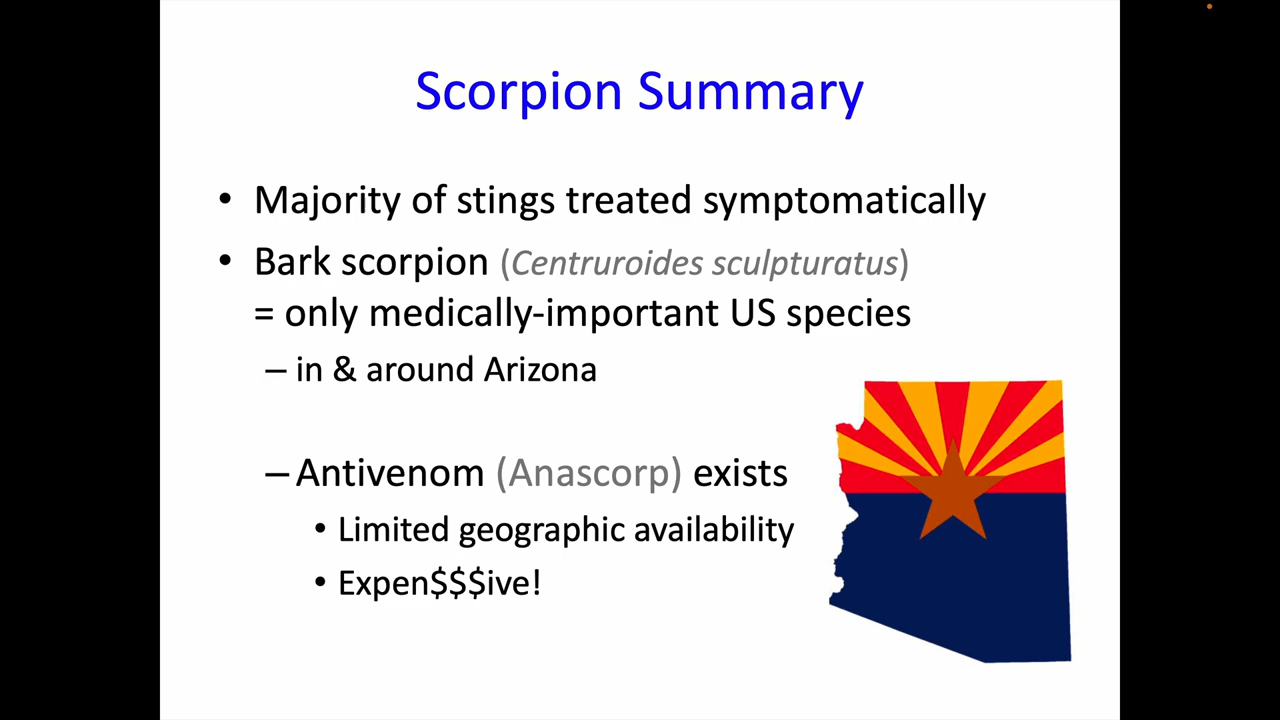 Scorpion Summary
• Majority of stings treated symptomatically
• Bark scorpion (Centruroides sculpturatus)
= only medically-important US species
– in & around Arizona
– Antivenom (Anascorp) exists
• Limited geographic availability
• Expen$$$ive!